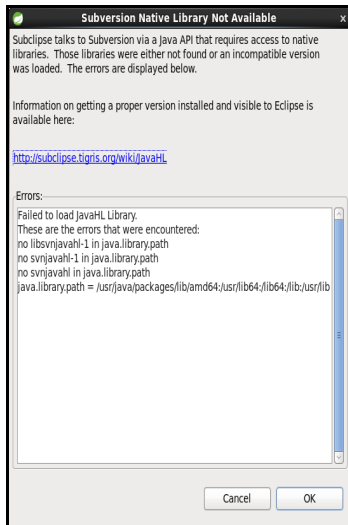 Subversion Native Library Not Available
x
Subclipse talks to Subversion via a Java API that requires access to native
libraries. Those libraries were either not found or an incompatible version
was loaded. The errors are displayed below.
Information on getting a proper version installed and visible to Eclipse is
available here:
http://subclipse.tigris.org/wiki/JavaHL
Errors:
Failed to load JavaHL Library.
These are the errors that were encountered:
no libsvnjavahl-1 in java.library.path
no svnjavahl-1 in java.library.path
no svnjavahl in java.library.path
java.library.path = /usr/java/packages/lib/amd64:/usr/lib64:/lib64:/lib:/usr/lib
Cancel
OK